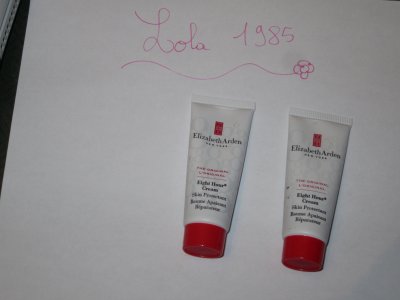 Lola 1985
Elizabeth Arden
NEW YORK
THE ORIGINAL
L'ORIGINAL
Eight Hour®
Cream
Skin Protectant
Baume Apaisant
Réparateur
Elizabeth Arden
NEW YORK
THE ORIGINAL
L'ORIGINAL
Eight Hour®
Cream
Skin Protectant
Baume Apaisant
Réparateur